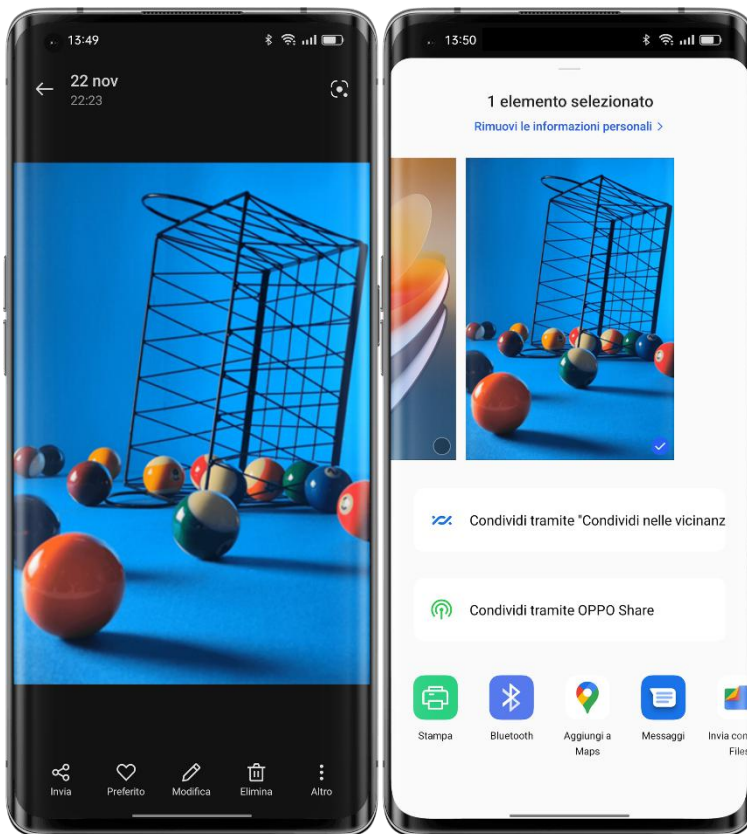 13:49
22 nov
22:23
Invia
Preferito
Modifica
Elimina
Altro
13:50
1 elemento selezionato
Rimuovi le informazioni personali >
Condividi tramite "Condividi nelle vicinanz
Condividi tramite OPPO Share
Stampa
Bluetooth
Aggiungi a
Maps
Messaggi
Invia con
Files